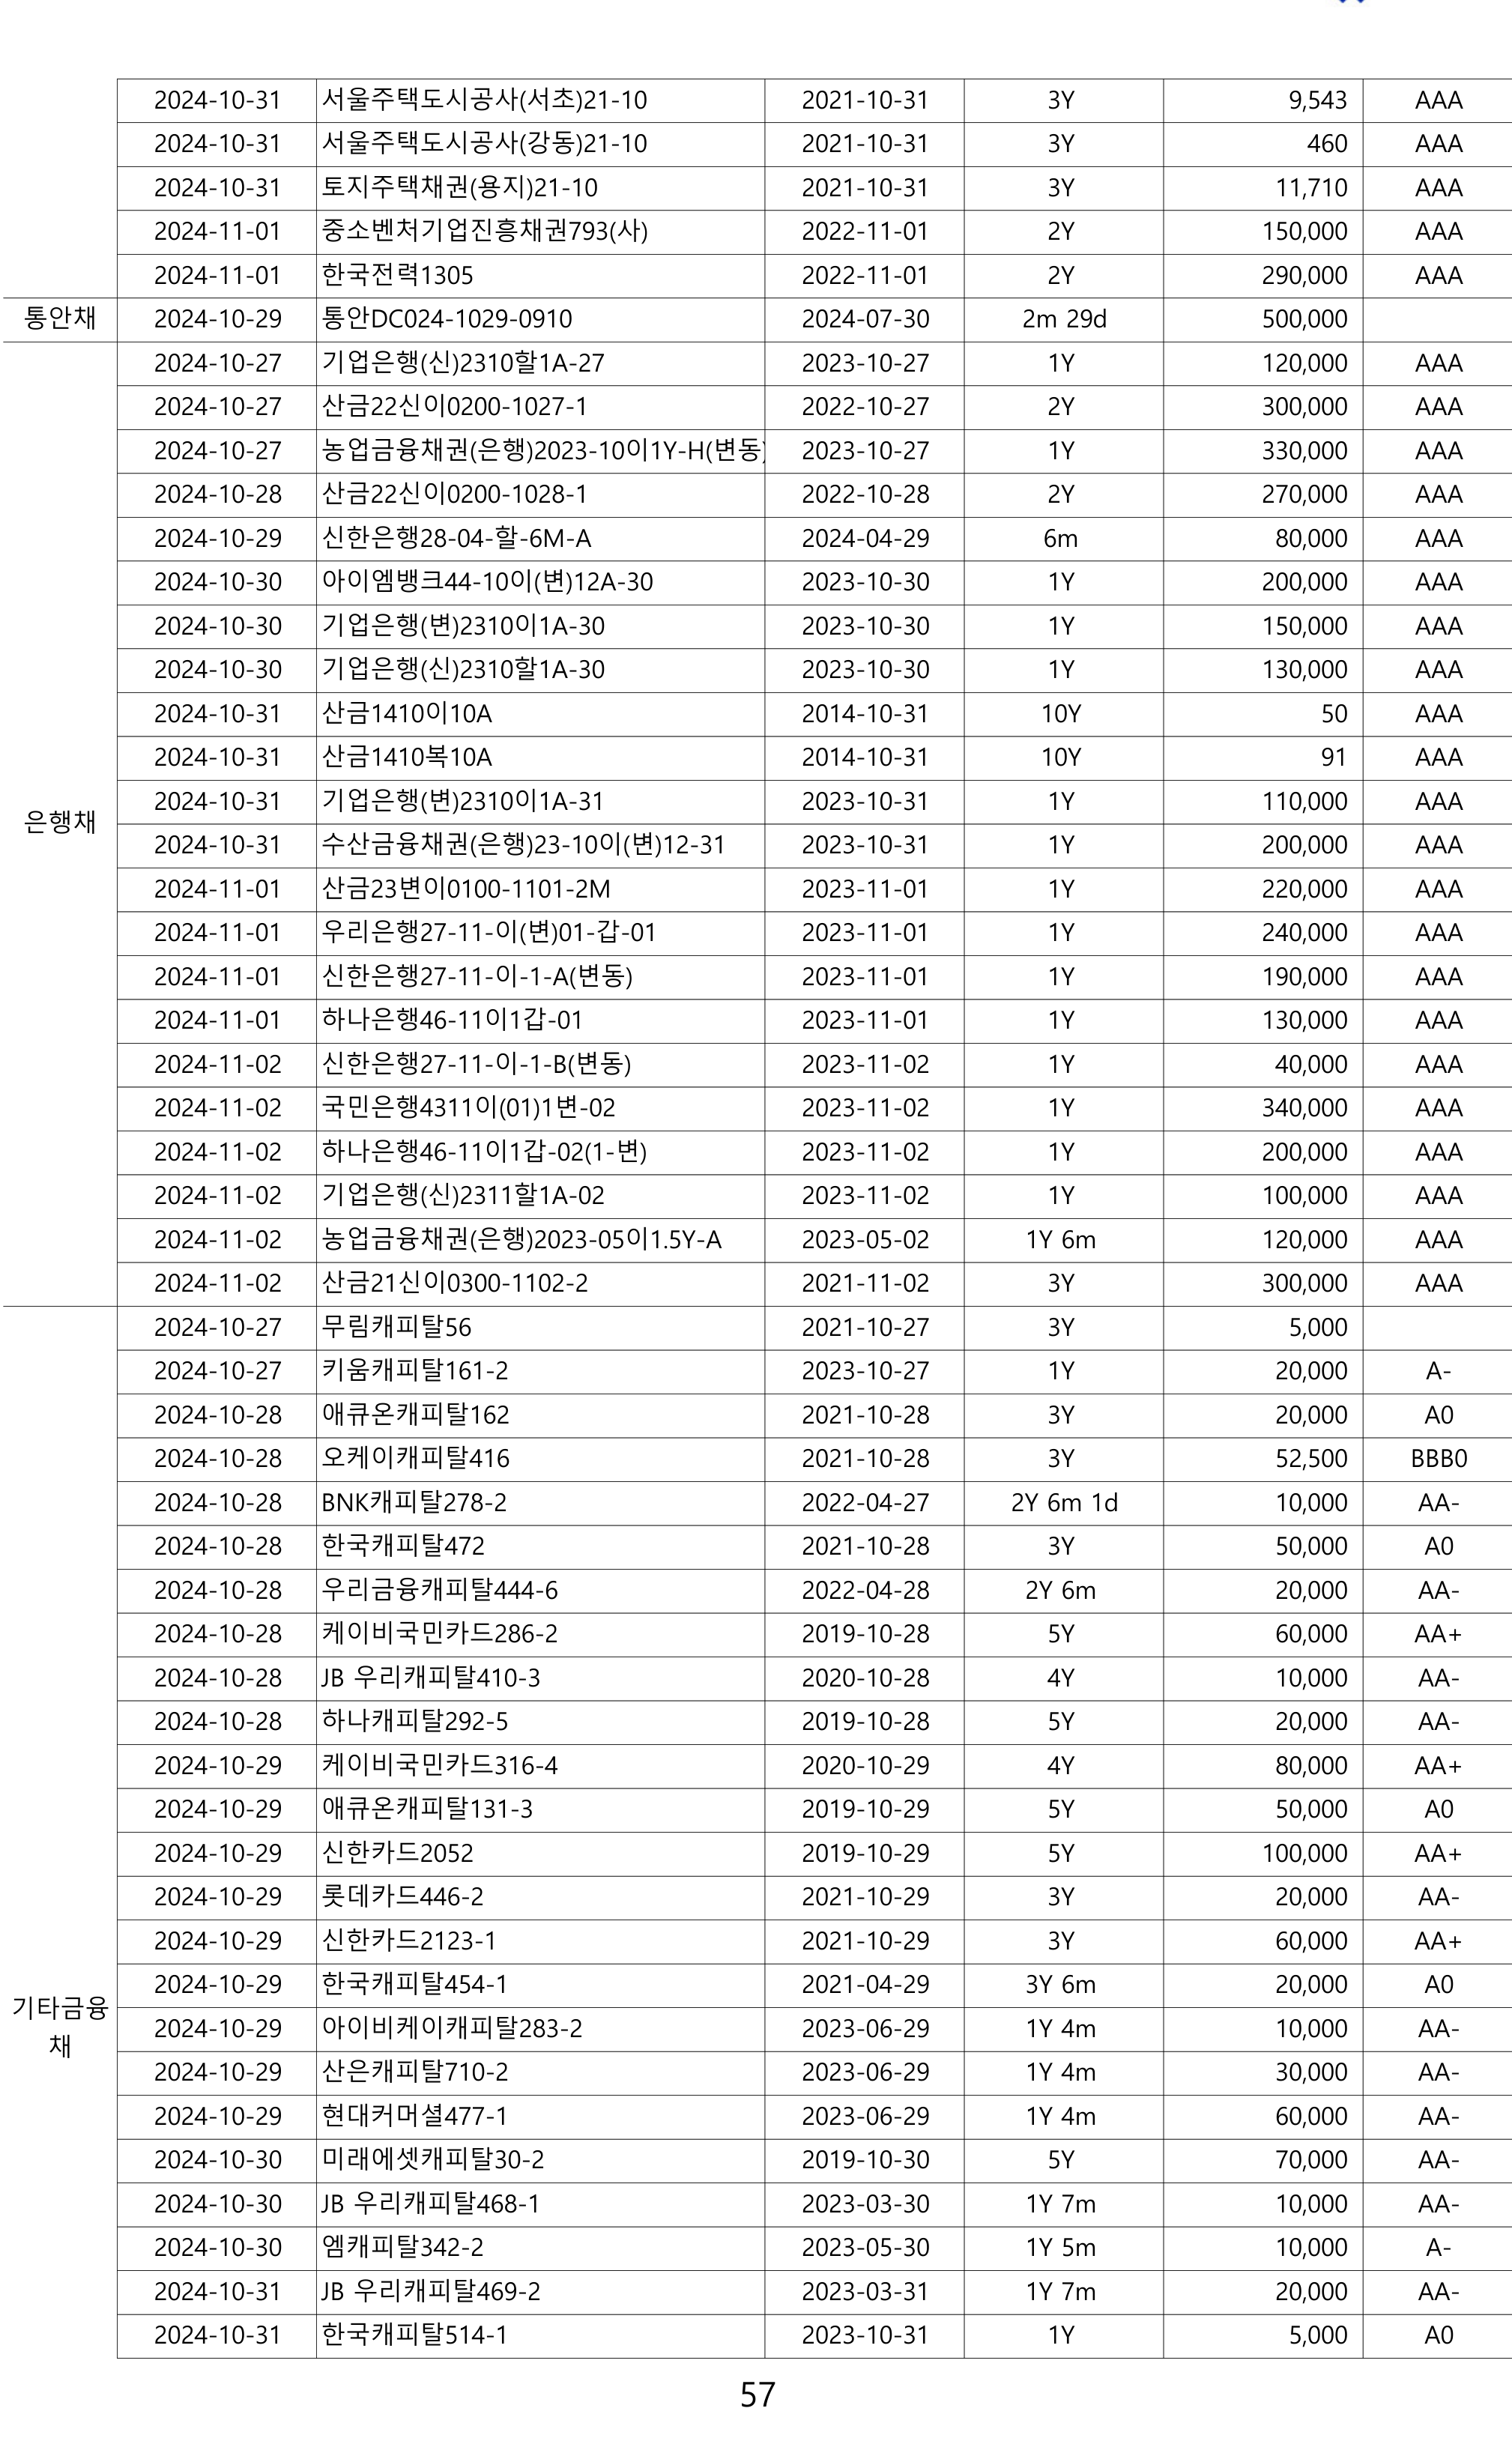 2024-10-31 서울주택도시공사(서초)21-10 2021-10-31 3Y 9,543 AAA
2024-10-31 서울주택도시공사(강동)21-10 2021-10-31 3Y 460 AAA
2024-10-31 토지주택채권(용지)21-10 2021-10-31 3Y 11,710 AAA
2024-11-01 중소벤처기업진흥채권793(사) 2022-11-01 2Y 150,000 AAA
2024-11-01 한국전력1305 2022-11-01 2Y 290,000 AAA
통안채 2024-10-29 통안DC024-1029-0910 2024-07-30 2m 29d 500,000
2024-10-27 기업은행(신)2310할1A-27 2023-10-27 1Y 120,000 AAA
2024-10-27 산금22신이0200-1027-1 2022-10-27 2Y 300,000 AAA
2024-10-27 농업금융채권(은행)2023-10이1Y-H(변동) 2023-10-27 1Y 330,000 AAA
2024-10-28 산금22신이0200-1028-1 2022-10-28 2Y 270,000 AAA
2024-10-29 신한은행28-04-할-6M-A 2024-04-29 6m 80,000 AAA
2024-10-30 아이엠뱅크44-10이(변)12A-30 2023-10-30 1Y 200,000 AAA
2024-10-30 기업은행(변)2310이1A-30 2023-10-30 1Y 150,000 AAA
2024-10-30 기업은행(신)2310할1A-30 2023-10-30 1Y 130,000 AAA
2024-10-31 산금1410이10A 2014-10-31 10Y 50 AAA
2024-10-31 산금1410복10A 2014-10-31 10Y 91 AAA
2024-10-31 기업은행(변)2310이1A-31 2023-10-31 1Y 110,000 AAA
은행채
2024-10-31 수산금융채권(은행)23-10이(변)12-31 2023-10-31 1Y 200,000 AAA
2024-11-01 산금23변이0100-1101-2M 2023-11-01 1Y 220,000 AAA
2024-11-01 우리은행27-11-이(변)01-갑-01 2023-11-01 1Y 240,000 AAA
2024-11-01 신한은행27-11-이-1-A(변동) 2023-11-01 1Y 190,000 AAA
2024-11-01 하나은행46-11이1갑-01 2023-11-01 1Y 130,000 AAA
2024-11-02 신한은행27-11-이-1-B(변동) 2023-11-02 1Y 40,000 AAA
2024-11-02 국민은행4311이(01)1변-02 2023-11-02 1Y 340,000 AAA
2024-11-02 하나은행46-11이1갑-02(1-변) 2023-11-02 1Y 200,000 AAA
2024-11-02 기업은행(신)2311할1A-02 2023-11-02 1Y 100,000 AAA
2024-11-02 농업금융채권(은행)2023-05이1.5Y-A 2023-05-02 1Y 6m 120,000 AAA
2024-11-02 산금21신이0300-1102-2 2021-11-02 3Y 300,000 AAA
2024-10-27 무림캐피탈56 2021-10-27 3Y 5,000
2024-10-27 키움캐피탈161-2 2023-10-27 1Y 20,000 A-
2024-10-28 애큐온캐피탈162 2021-10-28 3Y 20,000 A0
2024-10-28 오케이캐피탈416 2021-10-28 3Y 52,500 BBB0
2024-10-28 BNK캐피탈278-2 2022-04-27 2Y 6m 1d 10,000 AA-
2024-10-28 한국캐피탈472 2021-10-28 3Y 50,000 A0
2024-10-28 우리금융캐피탈444-6 2022-04-28 2Y 6m 20,000 AA-
2024-10-28 케이비국민카드286-2 2019-10-28 5Y 60,000 AA+
2024-10-28 JB 우리캐피탈410-3 2020-10-28 4Y 10,000 AA-
2024-10-28 하나캐피탈292-5 2019-10-28 5Y 20,000 AA-
2024-10-29 케이비국민카드316-4 2020-10-29 4Y 80,000 AA+
2024-10-29 애큐온캐피탈131-3 2019-10-29 5Y 50,000 A0
2024-10-29 신한카드2052 2019-10-29 5Y 100,000 AA+
2024-10-29 롯데카드446-2 2021-10-29 3Y 20,000 AA-
2024-10-29 신한카드2123-1 2021-10-29 3Y 60,000 AA+
2024-10-29 한국캐피탈454-1 2021-04-29 3Y 6m 20,000 A0
기타금융
채
2024-10-29 아이비케이캐피탈283-2 2023-06-29 1Y 4m 10,000 AA-
2024-10-29 산은캐피탈710-2 2023-06-29 1Y 4m 30,000 AA-
2024-10-29 현대커머셜477-1 2023-06-29 1Y 4m 60,000 AA-
2024-10-30 미래에셋캐피탈30-2 2019-10-30 5Y 70,000 AA-
2024-10-30 JB 우리캐피탈468-1 2023-03-30 1Y 7m 10,000 AA-
2024-10-30 엠캐피탈342-2 2023-05-30 1Y 5m 10,000 A-
2024-10-31 JB 우리캐피탈469-2 2023-03-31 1Y 7m 20,000 AA-
2024-10-31 한국캐피탈514-1 2023-10-31 1Y 5,000 A0
57